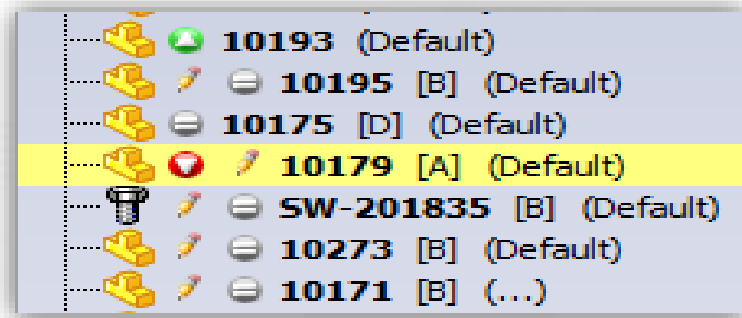 10193 (Default)
10195 [B] (Default)
10175 [D] (Default)
10179 [A] (Default)
SW-201835 [B] (Default)
10273 [B] (Default)
10171 [B] (...)